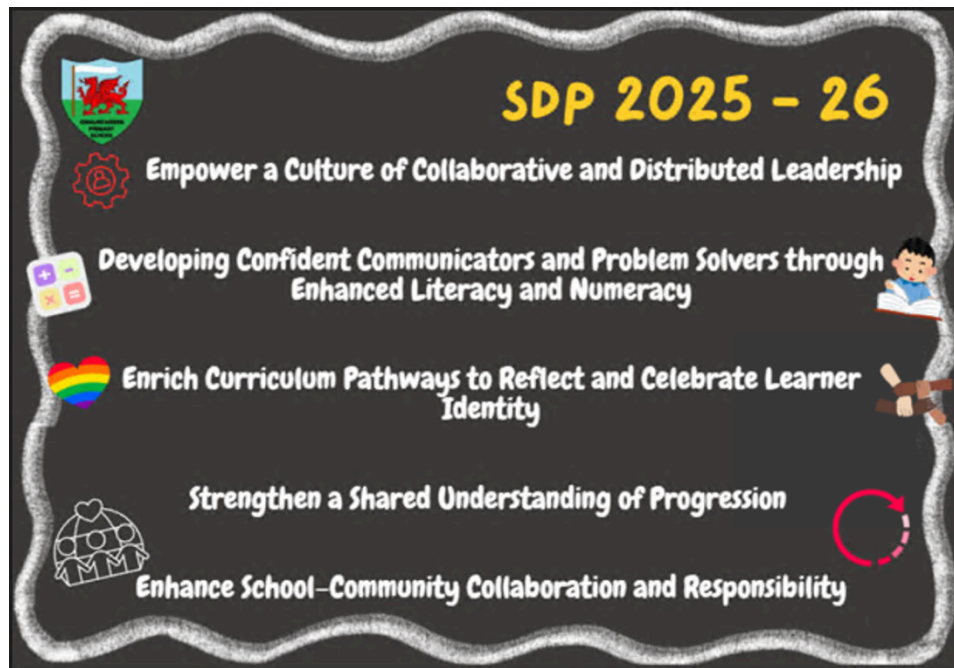 SDP 2025 - 26
PRIMARY
SCHOOL
Empower a Culture of Collaborative and Distributed Leadership
Developing Confident Communicators and Problem Solvers through
Enhanced Literacy and Numeracy
Enrich Curriculum Pathways to Reflect and Celebrate Learner
Identity
Strengthen a Shared Understanding of Progression
Enhance School-Community Collaboration and Responsibility